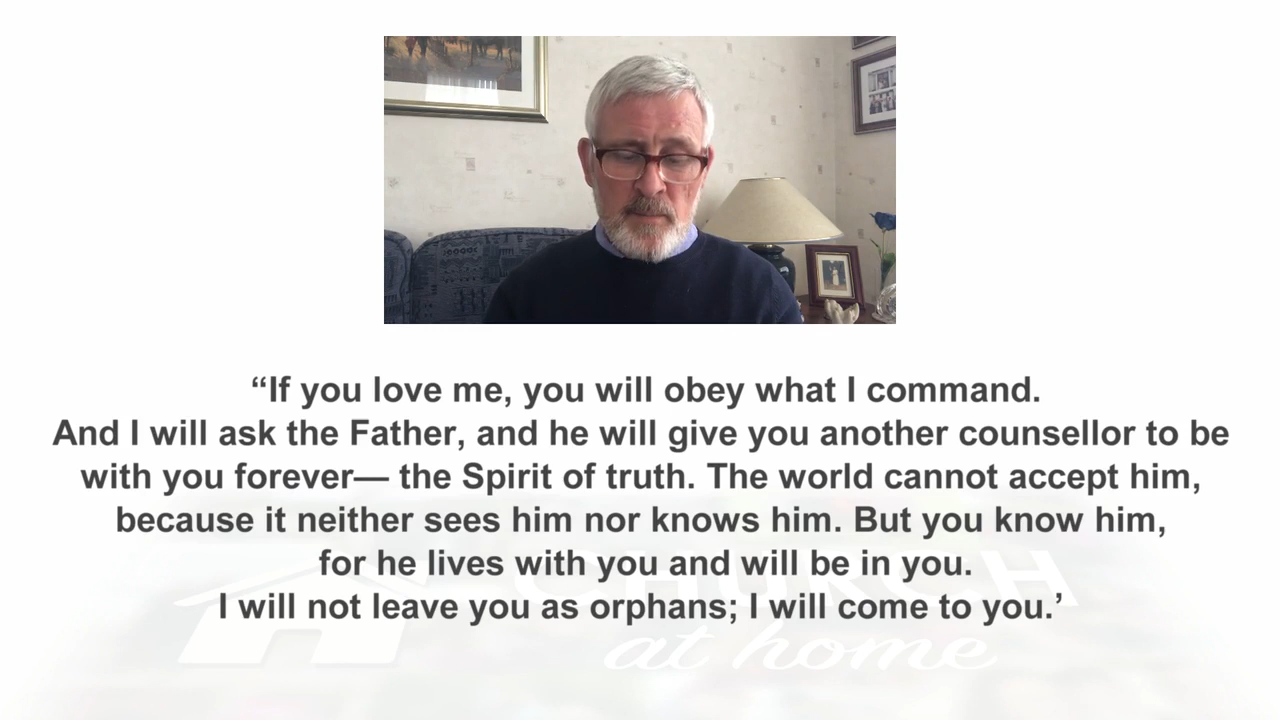 “If you love me, you will obey what I command.
And I will ask the Father, and he will give you another counsellor to be
with you forever— the Spirit of truth. The world cannot accept him,
because it neither sees him nor knows him. But you know him,
for he lives with you and will be in you.
CHURCH
I will not leave you as orphans; I will come to you.’
at home